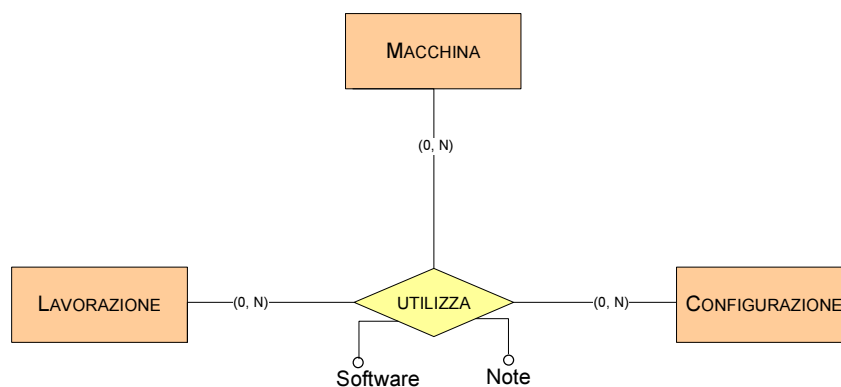 MACCHINA
(0, N)
LAVORAZIONE
(0, N)
UTILIZZA
(0, N)
CONFIGURAZIONE
Software
Note